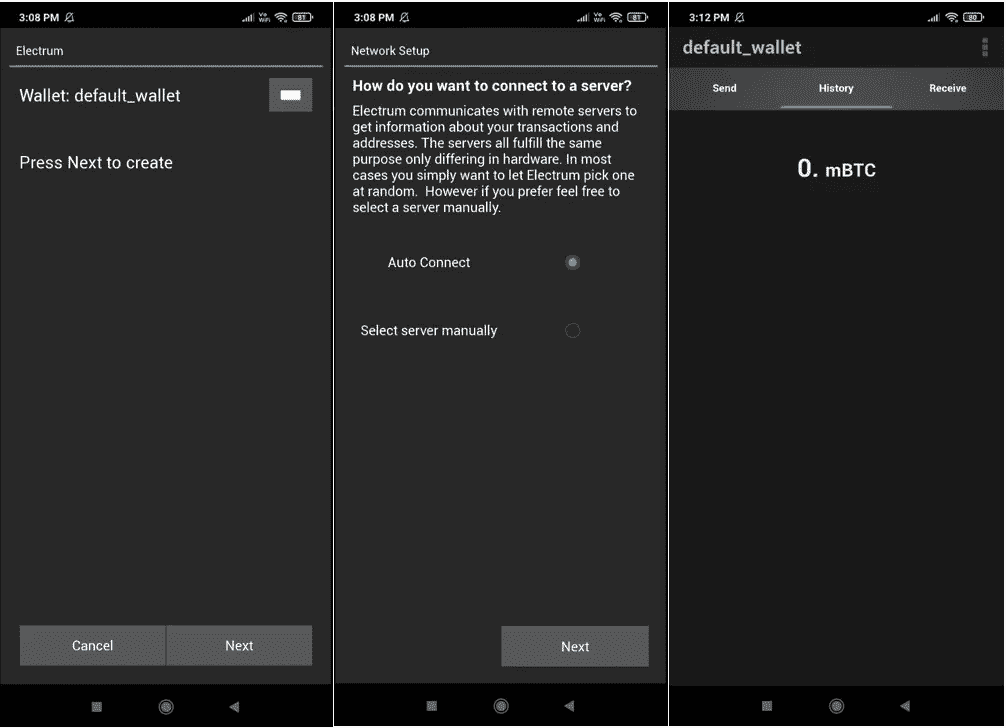 3:08 PM
81
Electrum
Wallet: default_wallet
Press Next to create
Cancel
Next
3:08 PM
81
Network Setup
How do you want to connect to a server?
Electrum communicates with remote servers to
get information about your transactions and
addresses. The servers all fulfill the same
purpose only differing in hardware. In most
cases you simply want to let Electrum pick one
at random.  However if you prefer feel free to
select a server manually.
Auto Connect
Select server manually
Next
3:12 PM
80
default_wallet
Send
History
Receive
0. mBTC